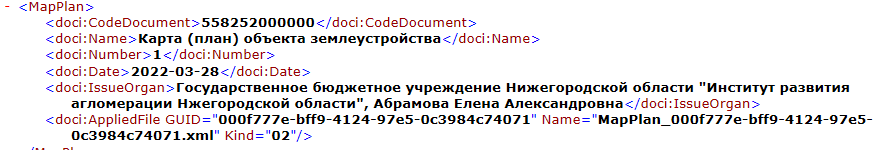 - <MapPlan>
<doci:CodeDocument>558252000000</doci:CodeDocument>
<doci:Name>Карта (план) объекта землеустройства</doci:Name>
<doci:Number>1</doci:Number>
<doci:Date>2022-03-28</doci:Date>
<doci:IssueOrgan>Государственное бюджетное учреждение Нижегородской области "Институт развития
агломерации Нжегородской области", Абрамова Елена Александровна</doci:IssueOrgan>
<doci:AppliedFile GUID="000f777e-bff9-4124-97e5-0c3984c74071" Name="MapPlan_000f777e-bff9-4124-97e5-
0c3984c74071.xml" Kind="02"/>
</MapPlan>